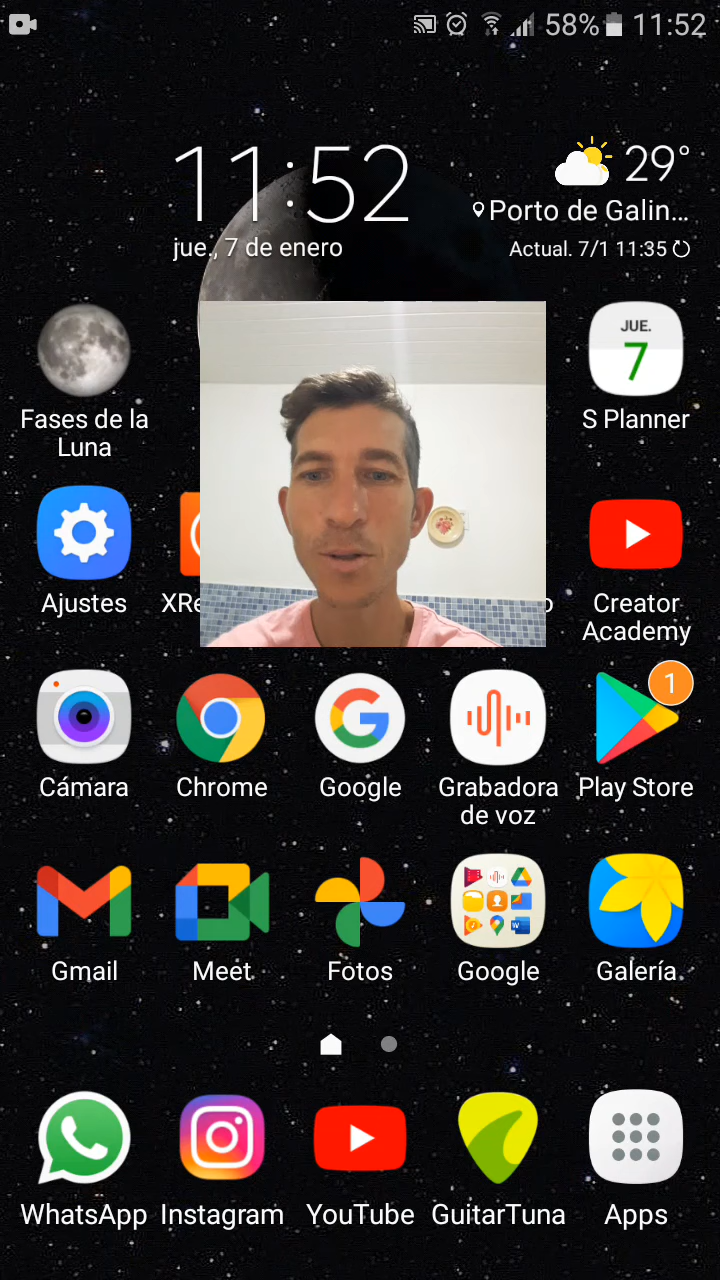 58% 11:52
11:52
jue., 7 de enero
29°
Porto de Galin...
Actual. 7/1 11:35
JUE.
7
Fases de la
Luna
S Planner
Ajustes
XRe
o
Creator
Academy
1
Cámara
Chrome
Google
Grabadora
de voz
Play Store
Gmail
Meet
Fotos
Google
Galería
WhatsApp
Instagram
YouTube
GuitarTuna
Apps